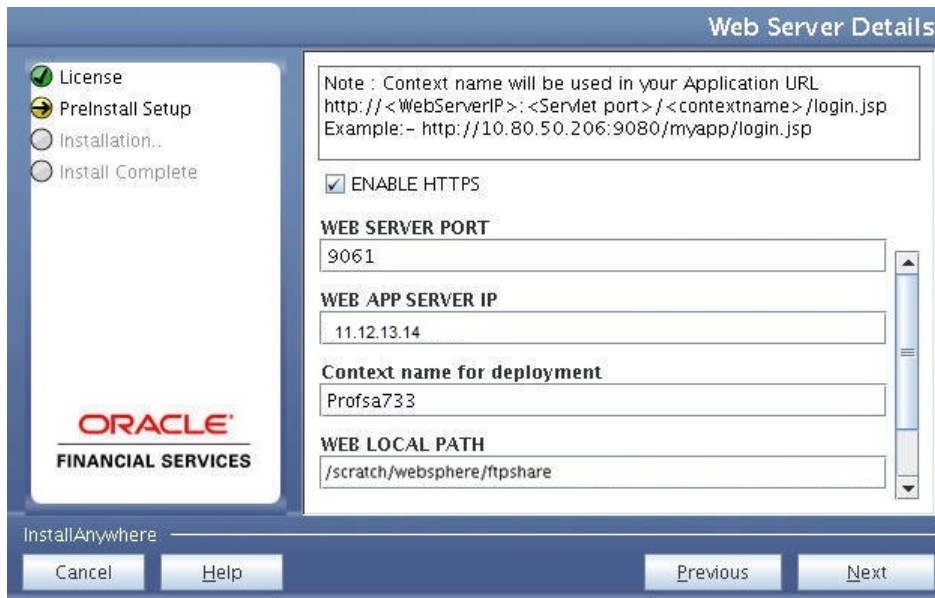 Web Server Details
License
PreInstall Setup
Installation..
Install Complete
ORACLE
FINANCIAL SERVICES
Note : Context name will be used in your Application URL
http://<WebServerIP>:<Servlet port>/<contextname>/login.jsp
Example:- http://10.80.50.206:9080/myapp/login.jsp
ENABLE HTTPS
WEB SERVER PORT
9061
WEB APP SERVER IP
11.12.13.14
Context name for deployment
Profsa733
WEB LOCAL PATH
/scratch/websphere/ftpshare
InstallAnywhere
Cancel Help Previous Next